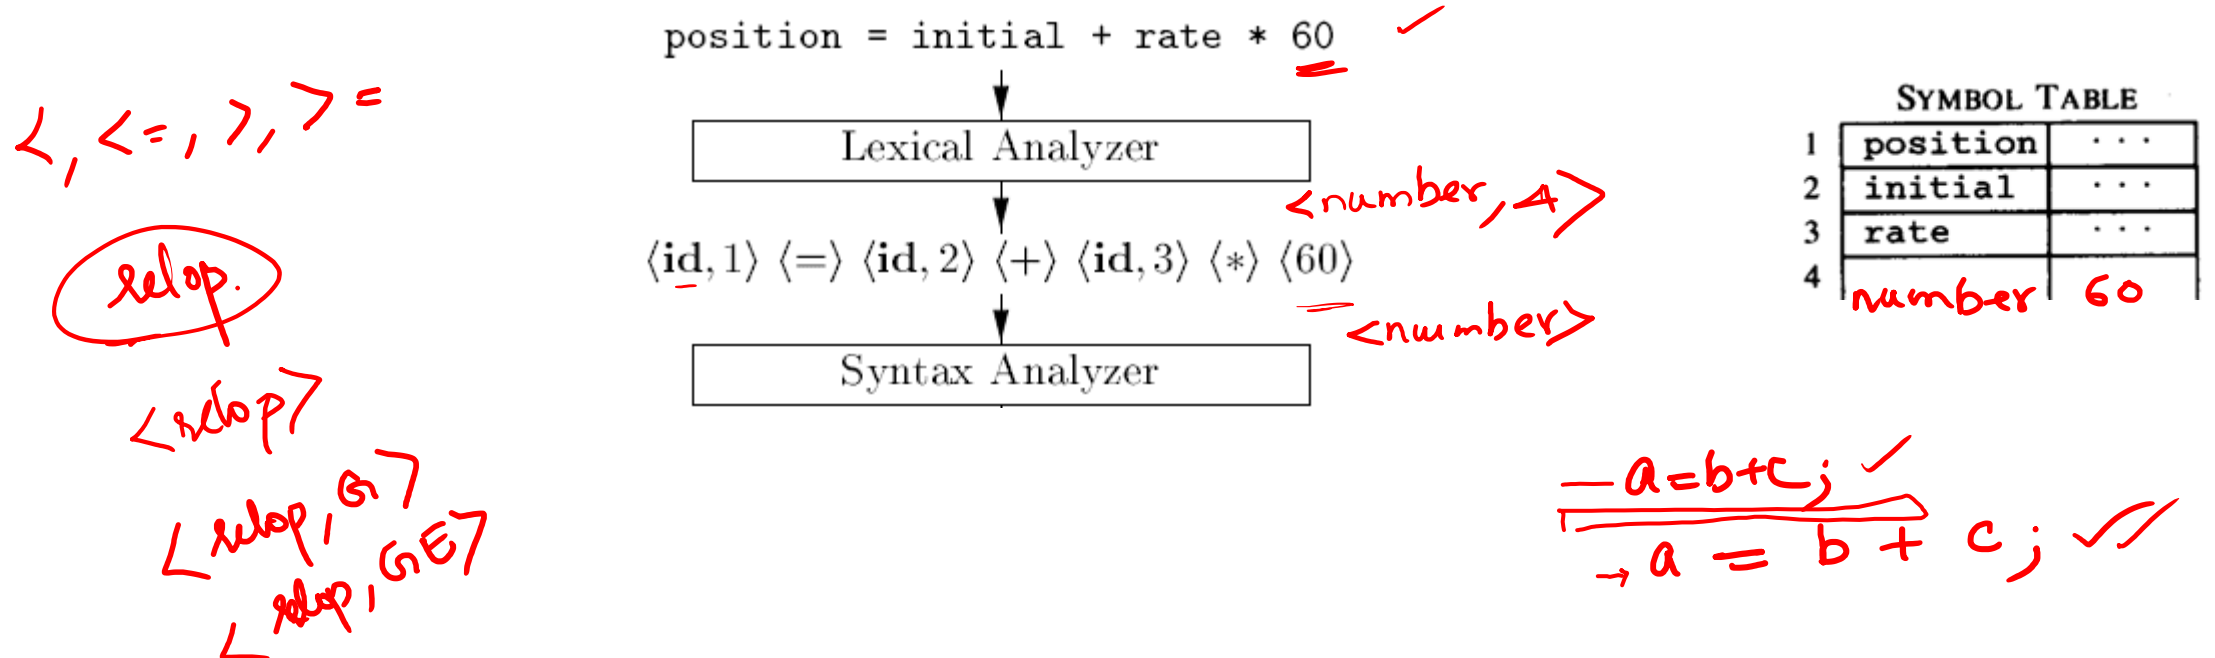 position = initial + rate * 60
<, <=, >, >=
SYMBOL TABLE
1 position ...
2 initial ...
3 rate ...
4 number 60
Lexical Analyzer
<number, 4>
relop.
⟨id, 1⟩ ⟨=⟩ ⟨id, 2⟩ ⟨+⟩ ⟨id, 3⟩ ⟨*⟩ ⟨60⟩
<number>
Syntax Analyzer
<relop>
<relop, G>
<relop, GE>
<
a=b+c;
→ a = b + c;